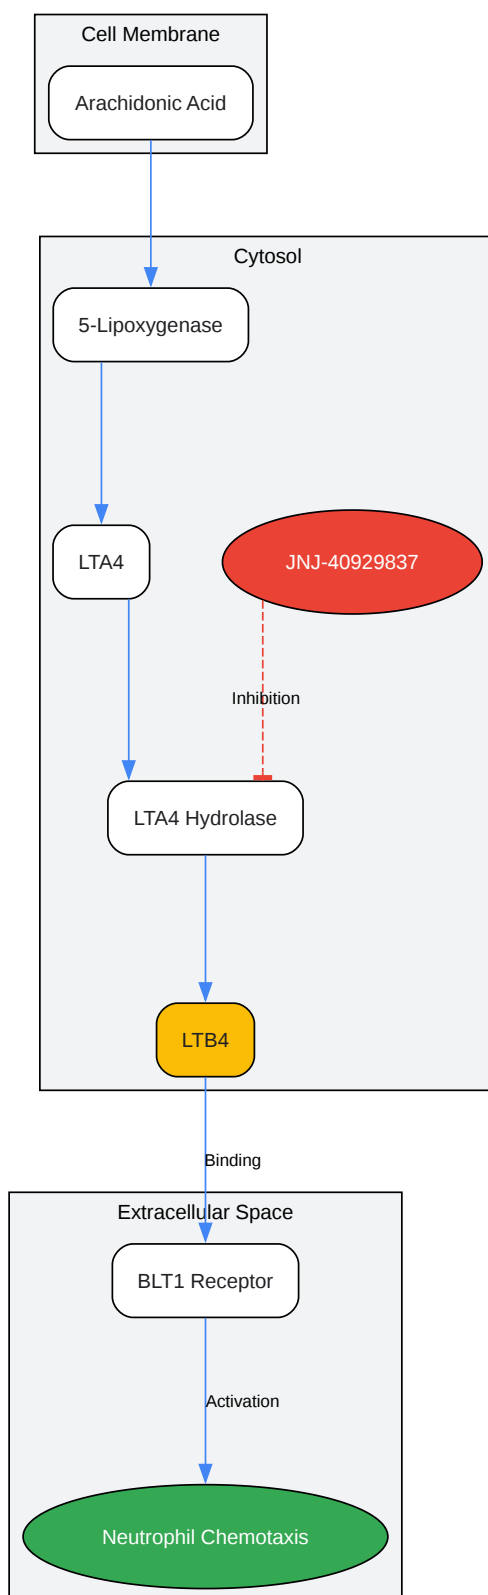 Cell Membrane
Arachidonic Acid
Cytosol
5-Lipoxygenase
LTA4
JNJ-40929837
Inhibition
LTA4 Hydrolase
LTB4
Binding
Extracellular Space
BLT1 Receptor
Activation
Neutrophil Chemotaxis